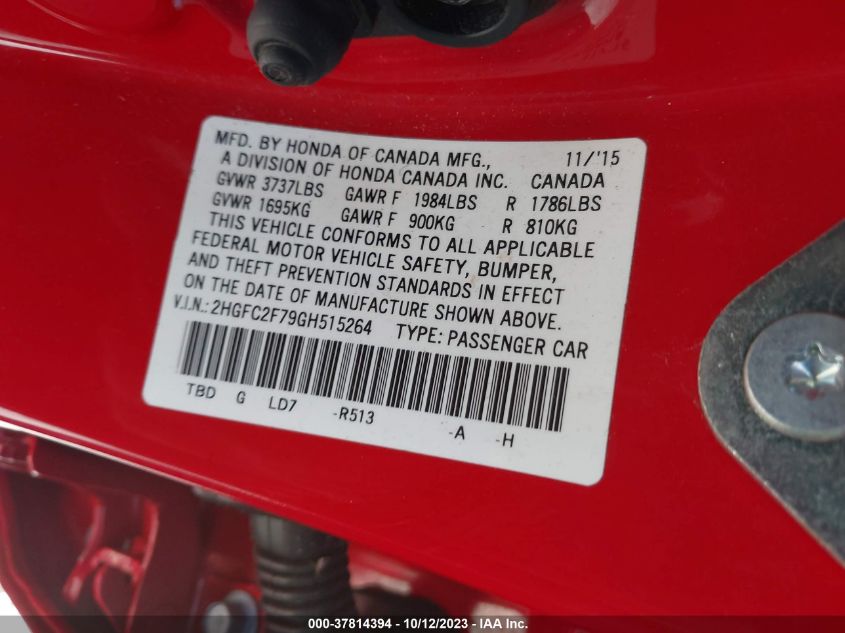 MFD. BY HONDA OF CANADA MFG., 11/'15
A DIVISION OF HONDA CANADA INC. CANADA
GVWR 3737LBS GAWR F 1984LBS R 1786LBS
GVWR 1695KG GAWR F 900KG R 810KG
THIS VEHICLE CONFORMS TO ALL APPLICABLE
FEDERAL MOTOR VEHICLE SAFETY, BUMPER,
AND THEFT PREVENTION STANDARDS IN EFFECT
ON THE DATE OF MANUFACTURE SHOWN ABOVE.
V.I.N.: 2HGFC2F79GH515264 TYPE: PASSENGER CAR
TBD G LD7 -R513 -A -H
000-37814394 - 10/12/2023 - IAA Inc.